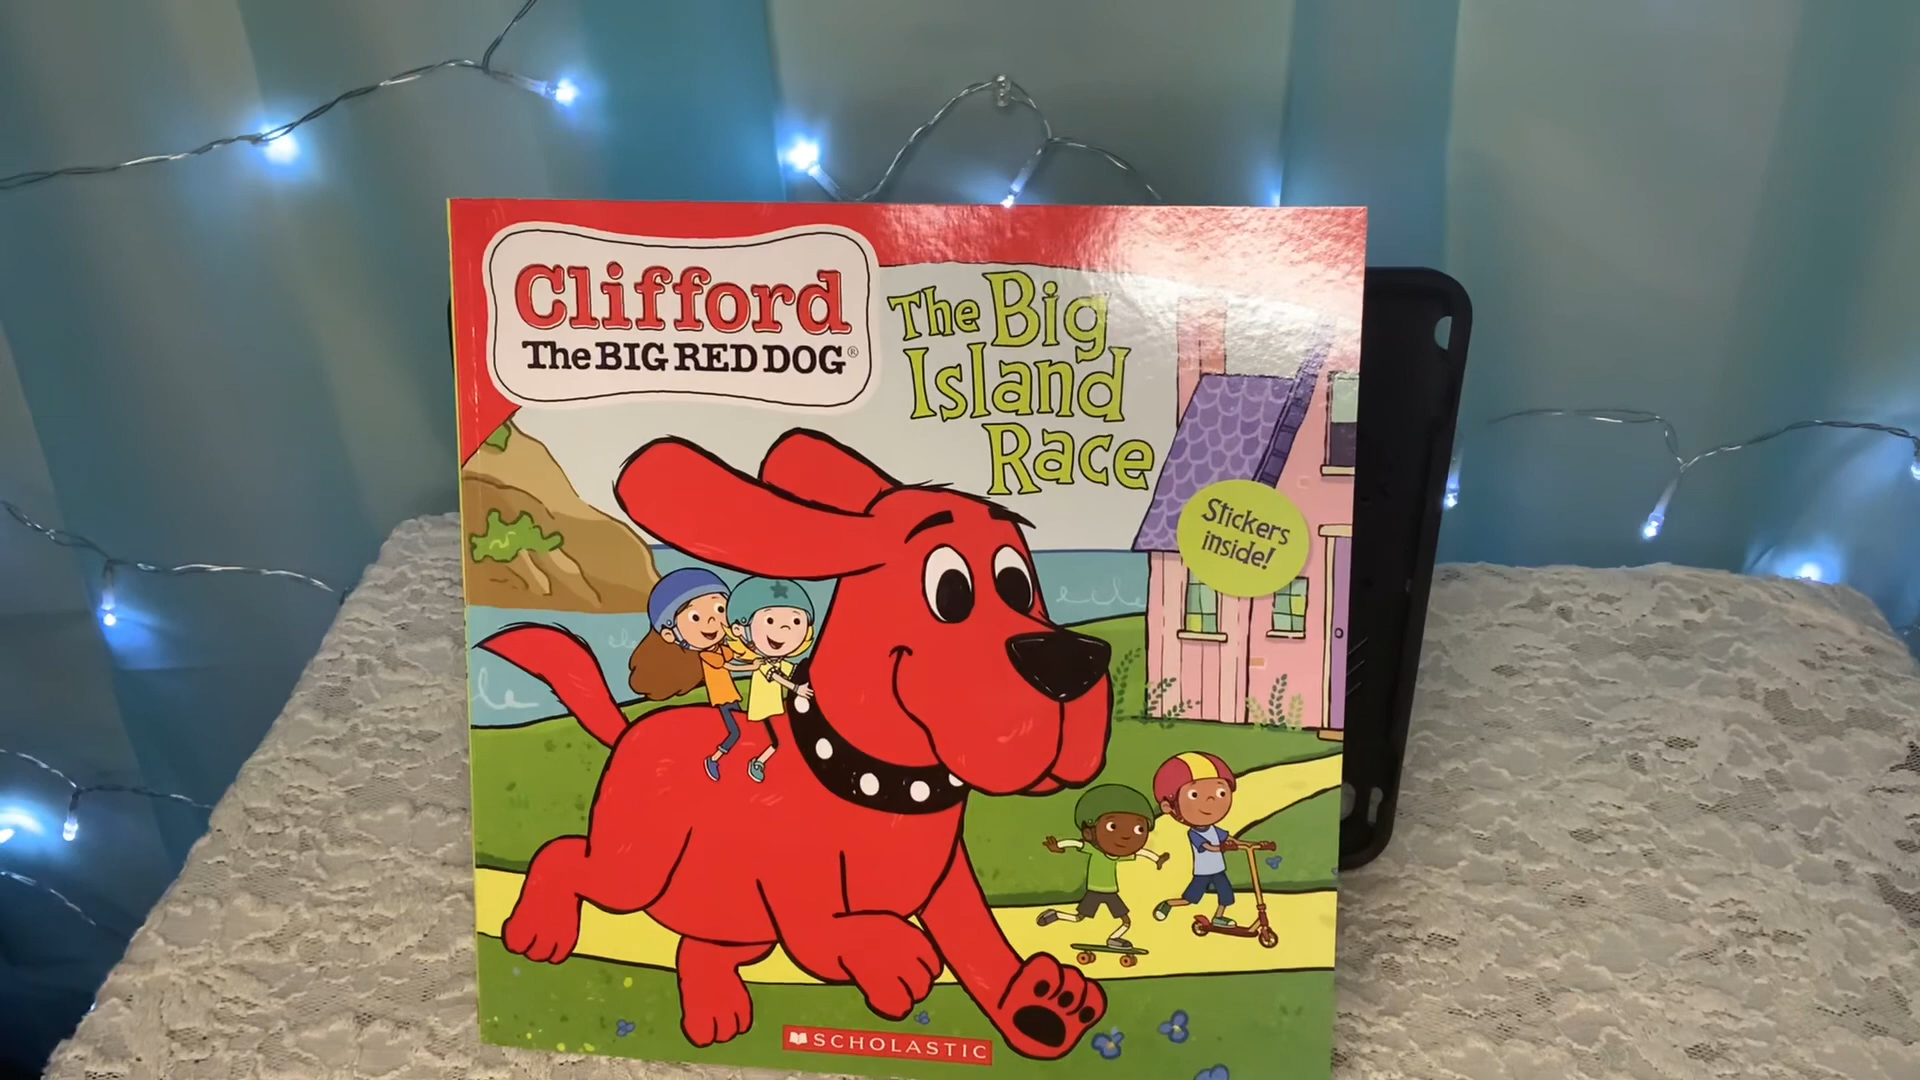 Clifford
The BIG RED DOG®
The Big
Island
Race
Stickers
inside!
SCHOLASTIC